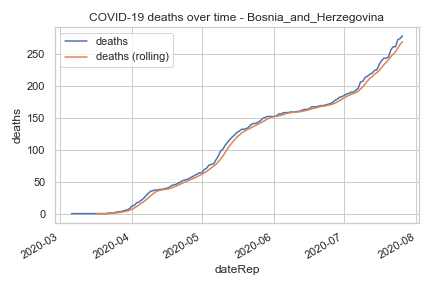 COVID-19 deaths over time - Bosnia_and_Herzegovina
deaths
deaths (rolling)
250
200
150
100
50
0
deaths
2020-03
2020-04
2020-05
2020-06
2020-07
2020-08
dateRep